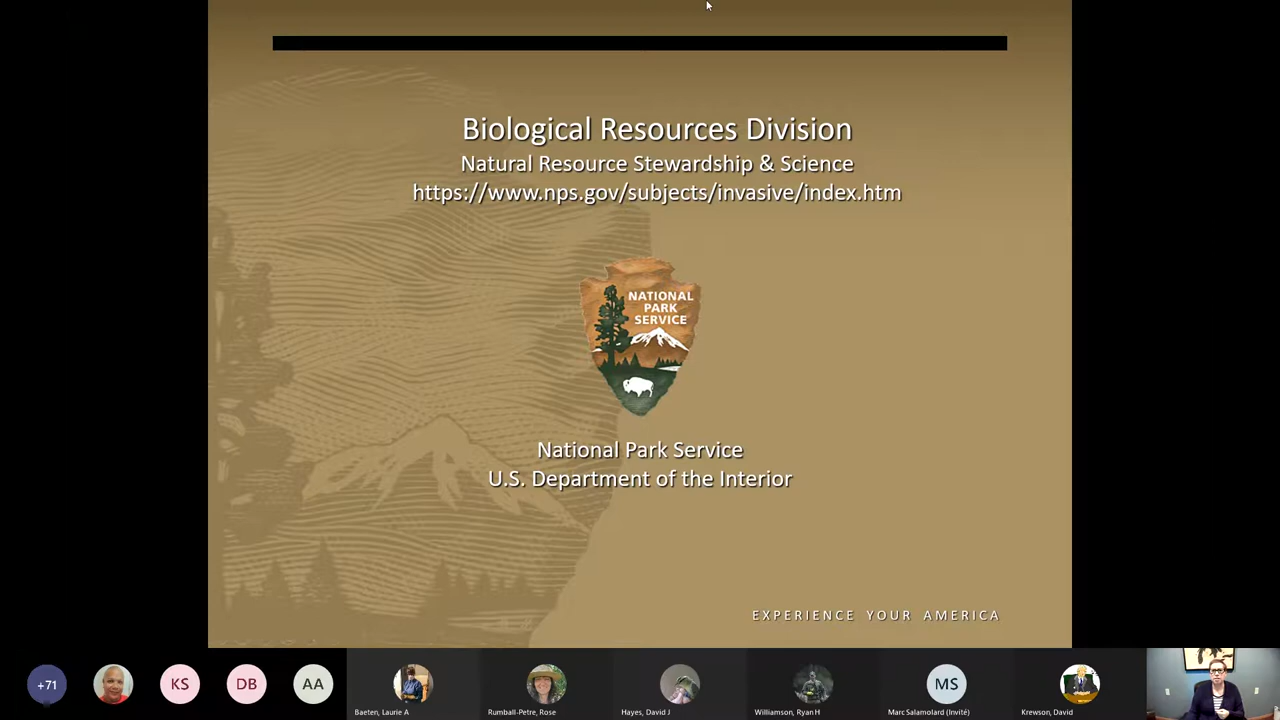 Biological Resources Division
Natural Resource Stewardship & Science
https://www.nps.gov/subjects/invasive/index.htm
NATIONAL
PARK
SERVICE
National Park Service
U.S. Department of the Interior
EXPERIENCE YOUR AMERICA
+71
KS
DB
AA
MS
Baeten, Laurie A
Rumball-Petre, Rose
Hayes, David J
Williamson, Ryan H
Marc Salamolard (Invité)
Krewson, David